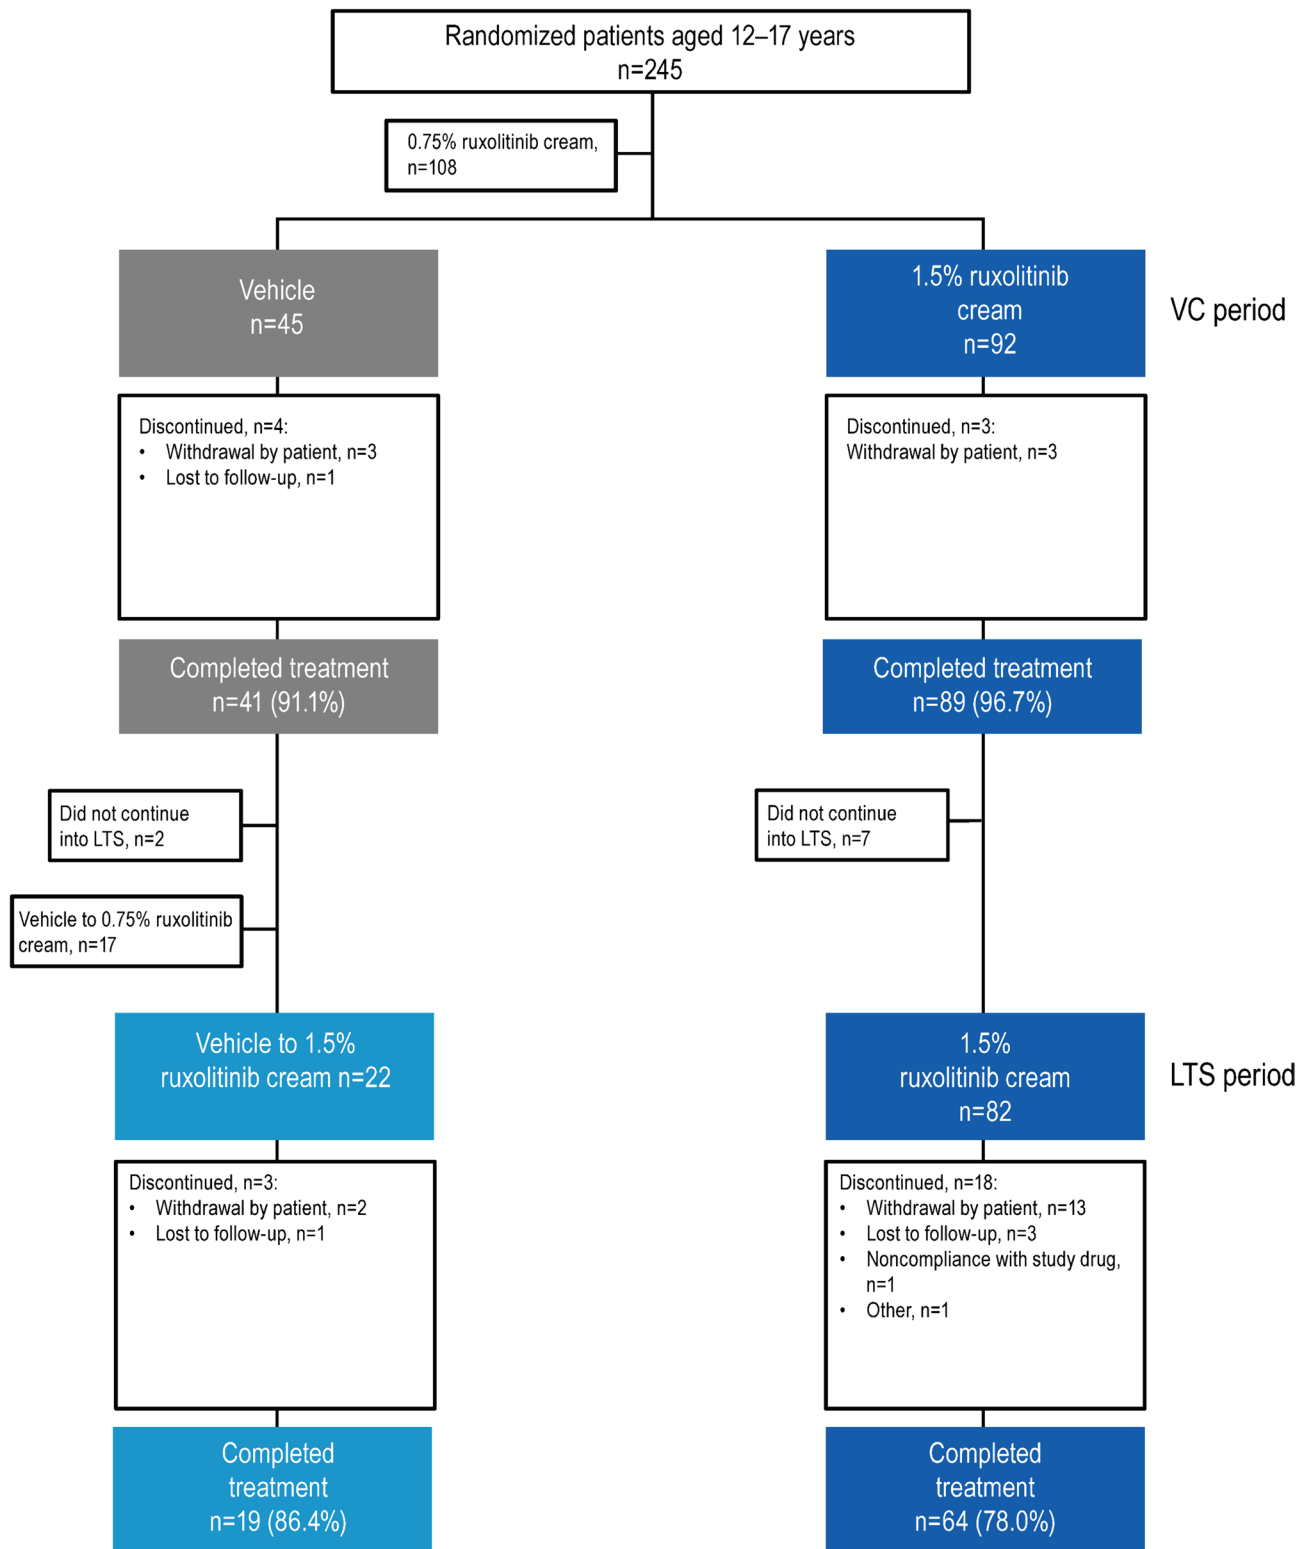 Randomized patients aged 12–17 years
n=245
0.75% ruxolitinib cream,
n=108
Vehicle
n=45
1.5% ruxolitinib
cream
n=92
VC period
Discontinued, n=4:
• Withdrawal by patient, n=3
• Lost to follow-up, n=1
Discontinued, n=3:
Withdrawal by patient, n=3
Completed treatment
n=41 (91.1%)
Completed treatment
n=89 (96.7%)
Did not continue
into LTS, n=2
Did not continue
into LTS, n=7
Vehicle to 0.75% ruxolitinib
cream, n=17
Vehicle to 1.5%
ruxolitinib cream n=22
1.5%
ruxolitinib cream
n=82
LTS period
Discontinued, n=3:
• Withdrawal by patient, n=2
• Lost to follow-up, n=1
Discontinued, n=18:
• Withdrawal by patient, n=13
• Lost to follow-up, n=3
• Noncompliance with study drug,
n=1
• Other, n=1
Completed
treatment
n=19 (86.4%)
Completed
treatment
n=64 (78.0%)